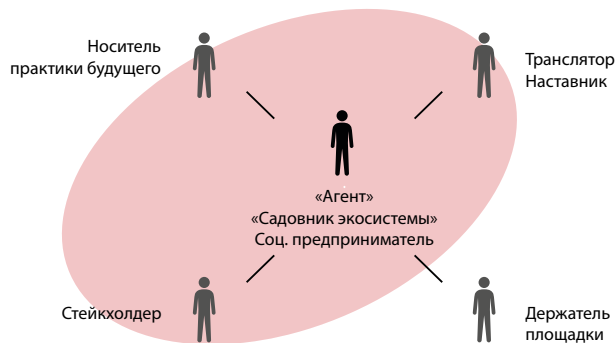 Носитель
практики будущего
Транслятор
Наставник
«Агент»
«Садовник экосистемы»
Соц. предприниматель
Стейкхолдер
Держатель
площадки